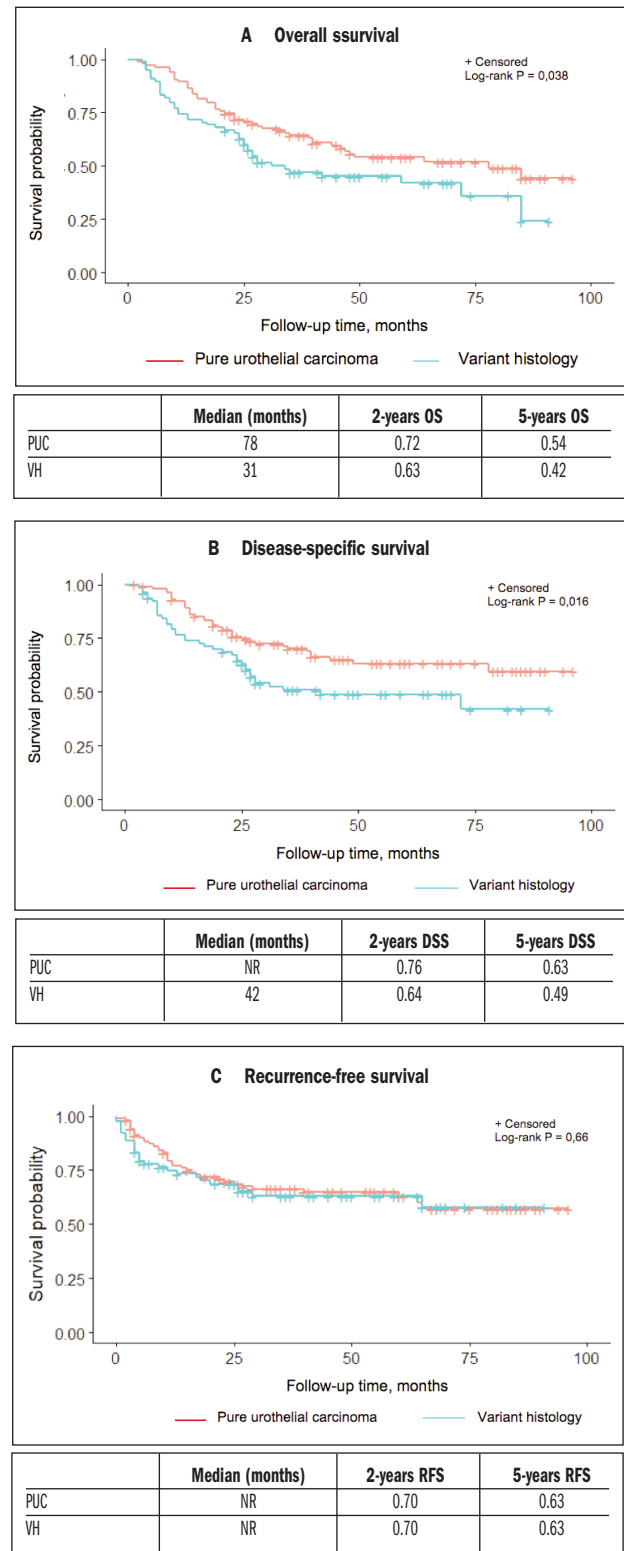 A Overall ssurvival
+ Censored
Log-rank P = 0,038
Survival probability
1.00
0.75
0.50
0.25
0.00
0 25 50 75 100
Follow-up time, months
Pure urothelial carcinoma Variant histology
Median (months) 2-years OS 5-years OS
PUC 78 0.72 0.54
VH 31 0.63 0.42
B Disease-specific survival
+ Censored
Log-rank P = 0,016
Survival probability
1.00
0.75
0.50
0.25
0.00
0 25 50 75 100
Follow-up time, months
Pure urothelial carcinoma Variant histology
Median (months) 2-years DSS 5-years DSS
PUC NR 0.76 0.63
VH 42 0.64 0.49
C Recurrence-free survival
+ Censored
Log-rank P = 0,66
Survival probability
1.00
0.75
0.50
0.25
0.00
0 25 50 75 100
Follow-up time, months
Pure urothelial carcinoma Variant histology
Median (months) 2-years RFS 5-years RFS
PUC NR 0.70 0.63
VH NR 0.70 0.63